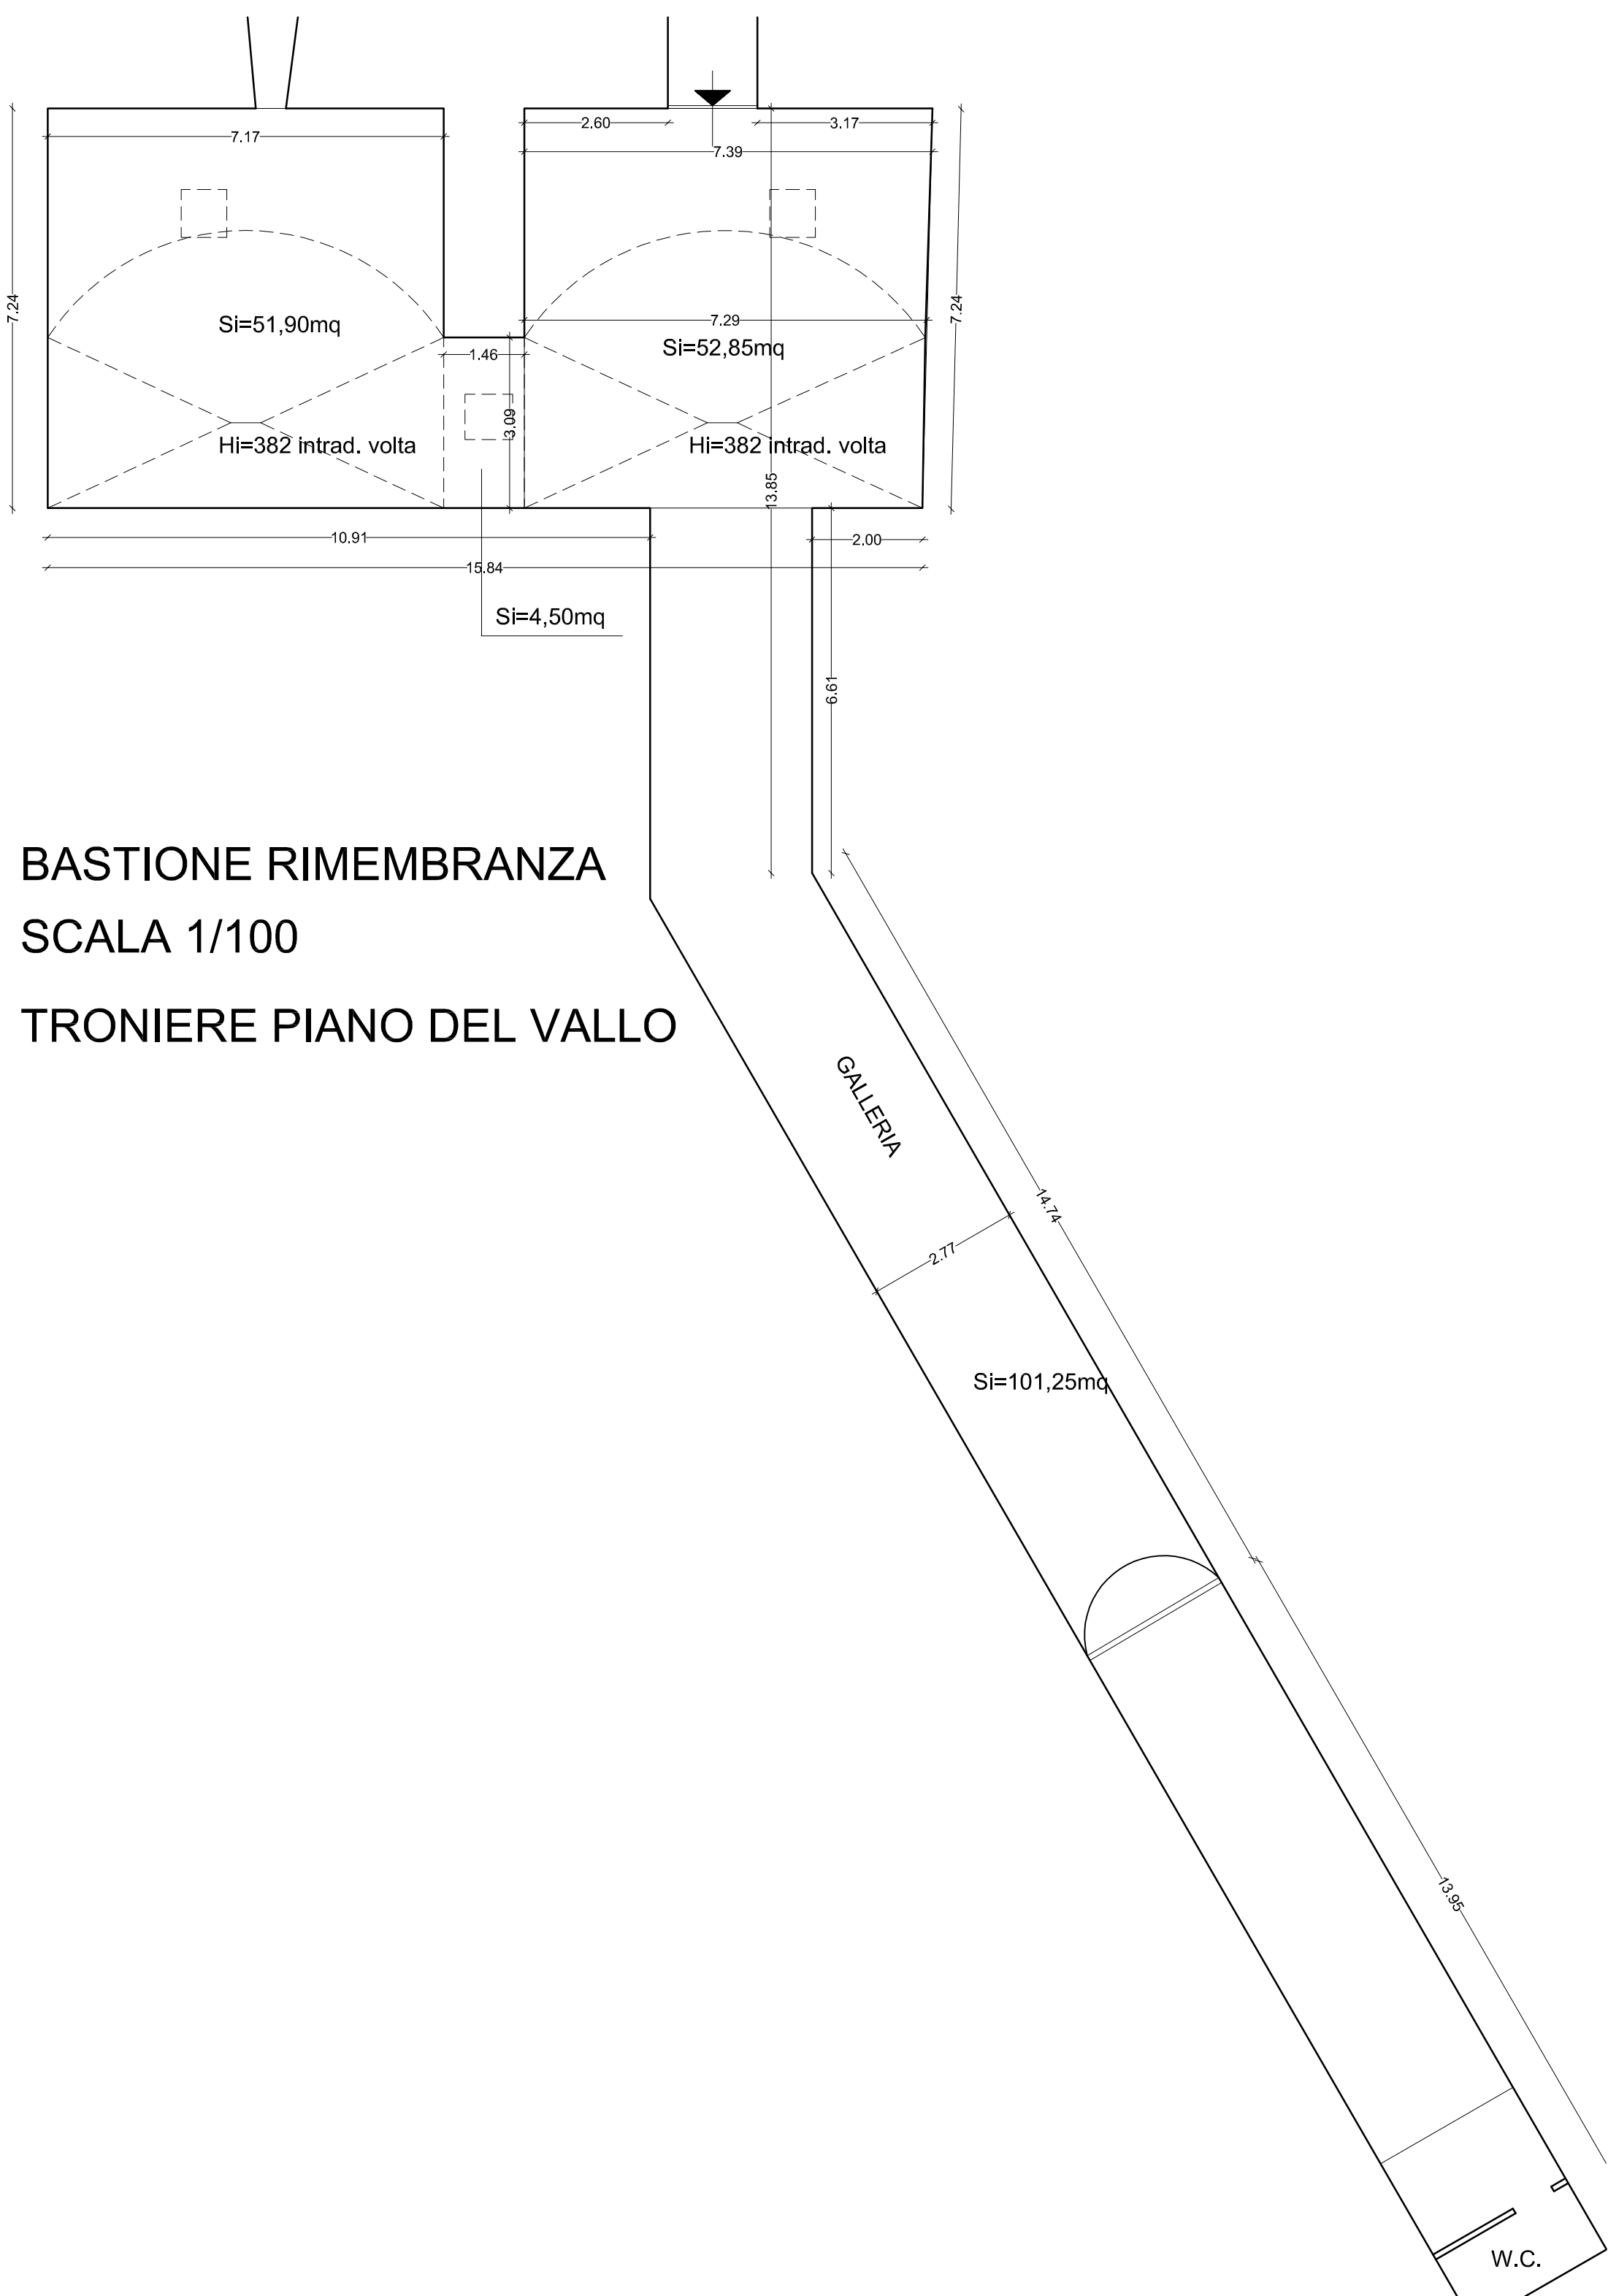 2.60
3.17
7.17
7.39
7.24
7.24
Si=51,90mq
7.29
Si=52,85mq
1.46
3.09
Hi=382 intrad. volta
Hi=382 intrad. volta
13.85
10.91
2.00
15.84
Si=4,50mq
6.61
BASTIONE RIMEMBRANZA
SCALA 1/100
TRONIERE PIANO DEL VALLO
GALLERIA
14.74
2.77
Si=101,25mq
13.95
W.C.